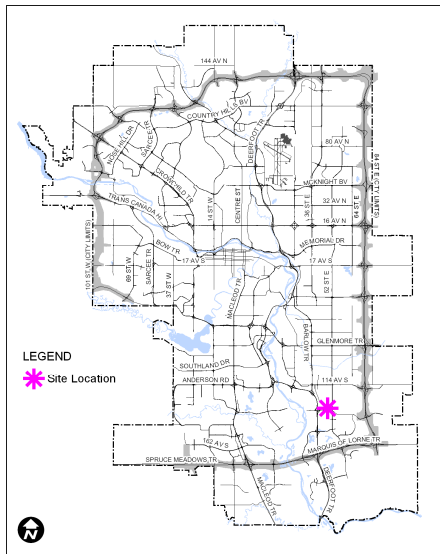 144 AV N
COUNTRY HILLS BV
DEERFOOT TR
SARCEE TR
NOSE HILL DR
80 AV N
CROWCHILD TR
MCKNIGHT BV
84 ST E (CITY LIMITS)
64 ST E
TRANS CANADA HI
14 ST W
CENTRE ST
36 ST E
32 AV N
16 AV N
BOW TR
MEMORIAL DR
17 AV S
17 AV S
101 ST W (CITY LIMITS)
69 ST W
SARCEE TR
37 ST W
MACLEOD TR
52 ST E
BARLOW TR
GLENMORE TR
LEGEND
Site Location
SOUTHLAND DR
ANDERSON RD
114 AV S
162 AV S
MARQUIS OF LORNE TR
SPRUCE MEADOWS TR
MACLEOD TR
DEERFOOT TR
N